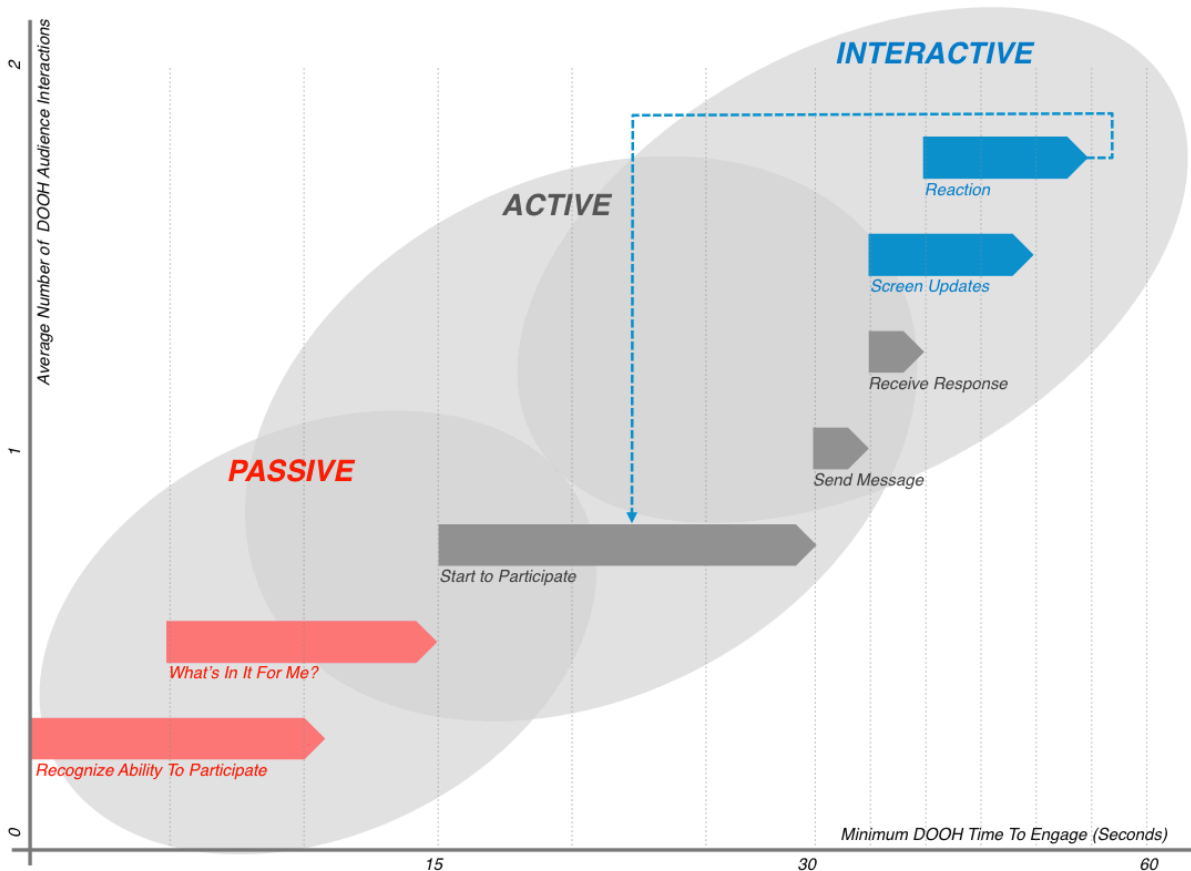 Average Number of DOOH Audience Interactions
2
1
0
INTERACTIVE
Reaction
ACTIVE
Screen Updates
Receive Response
PASSIVE
Send Message
Start to Participate
What's In It For Me?
Recognize Ability To Participate
Minimum DOOH Time To Engage (Seconds)
15
30
60